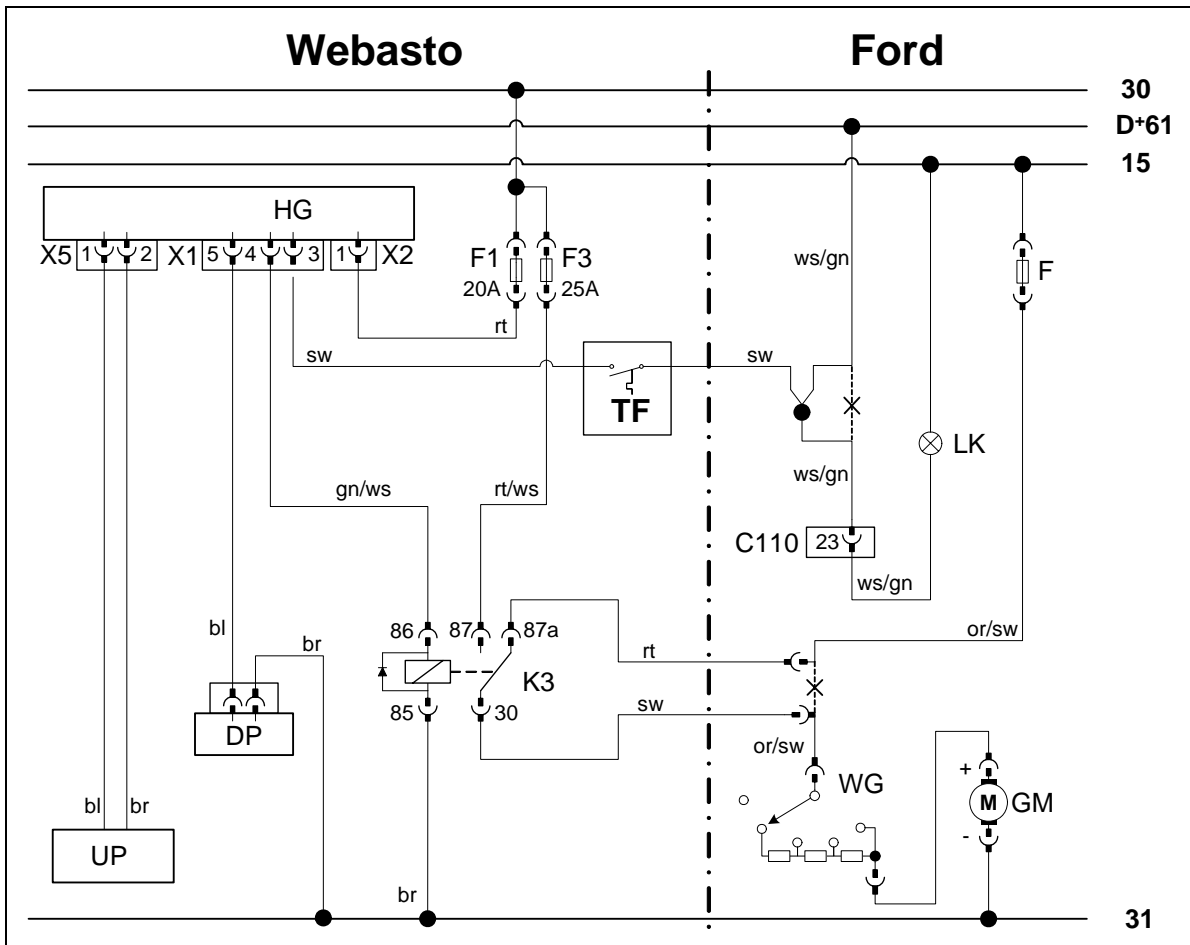 Webasto Ford
30
D+61
15
HG
X5 1 2 X1 5 4 3 1 X2
F1 F3
20A 25A
F
ws/gn
rt
sw
sw
TF
LK
ws/gn
gn/ws rt/ws
C110 23
ws/gn
bl
br
86 87 87a
or/sw
rt
K3
85 30
sw
DP
or/sw
WG
+
M GM
-
bl br
UP
br
31